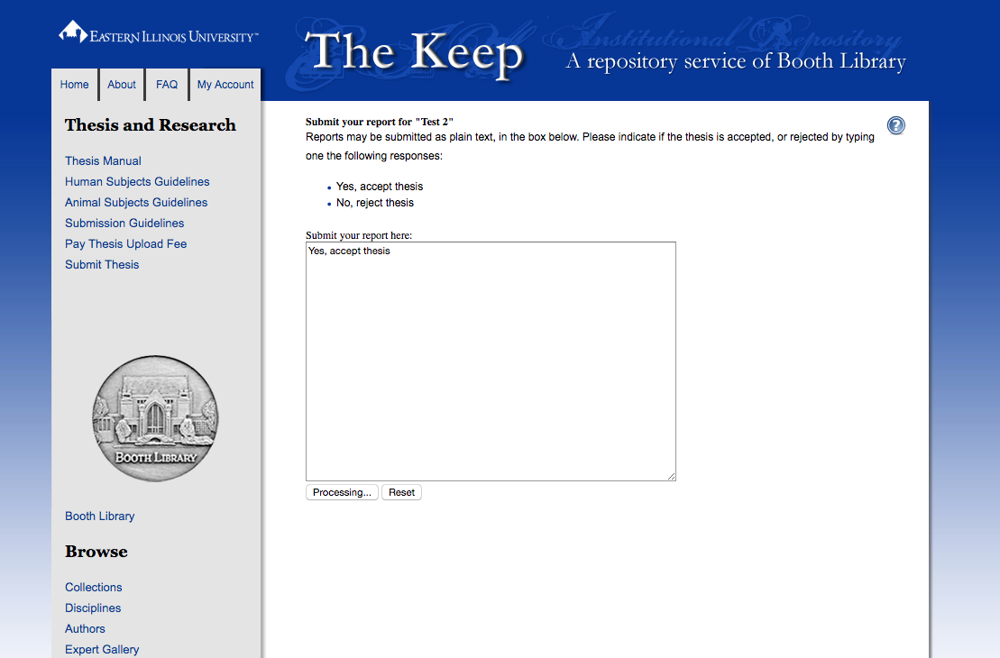 EASTERN ILLINOIS UNIVERSITY™
The Keep
Institutional Repository
A repository service of Booth Library
Home
About
FAQ
My Account
Thesis and Research
Thesis Manual
Human Subjects Guidelines
Animal Subjects Guidelines
Submission Guidelines
Pay Thesis Upload Fee
Submit Thesis
BOOTH LIBRARY
Booth Library
Browse
Collections
Disciplines
Authors
Expert Gallery
Submit your report for "Test 2"
?
Reports may be submitted as plain text, in the box below. Please indicate if the thesis is accepted, or rejected by typing
one the following responses:
• Yes, accept thesis
• No, reject thesis
Submit your report here:
Yes, accept thesis
Processing...
Reset